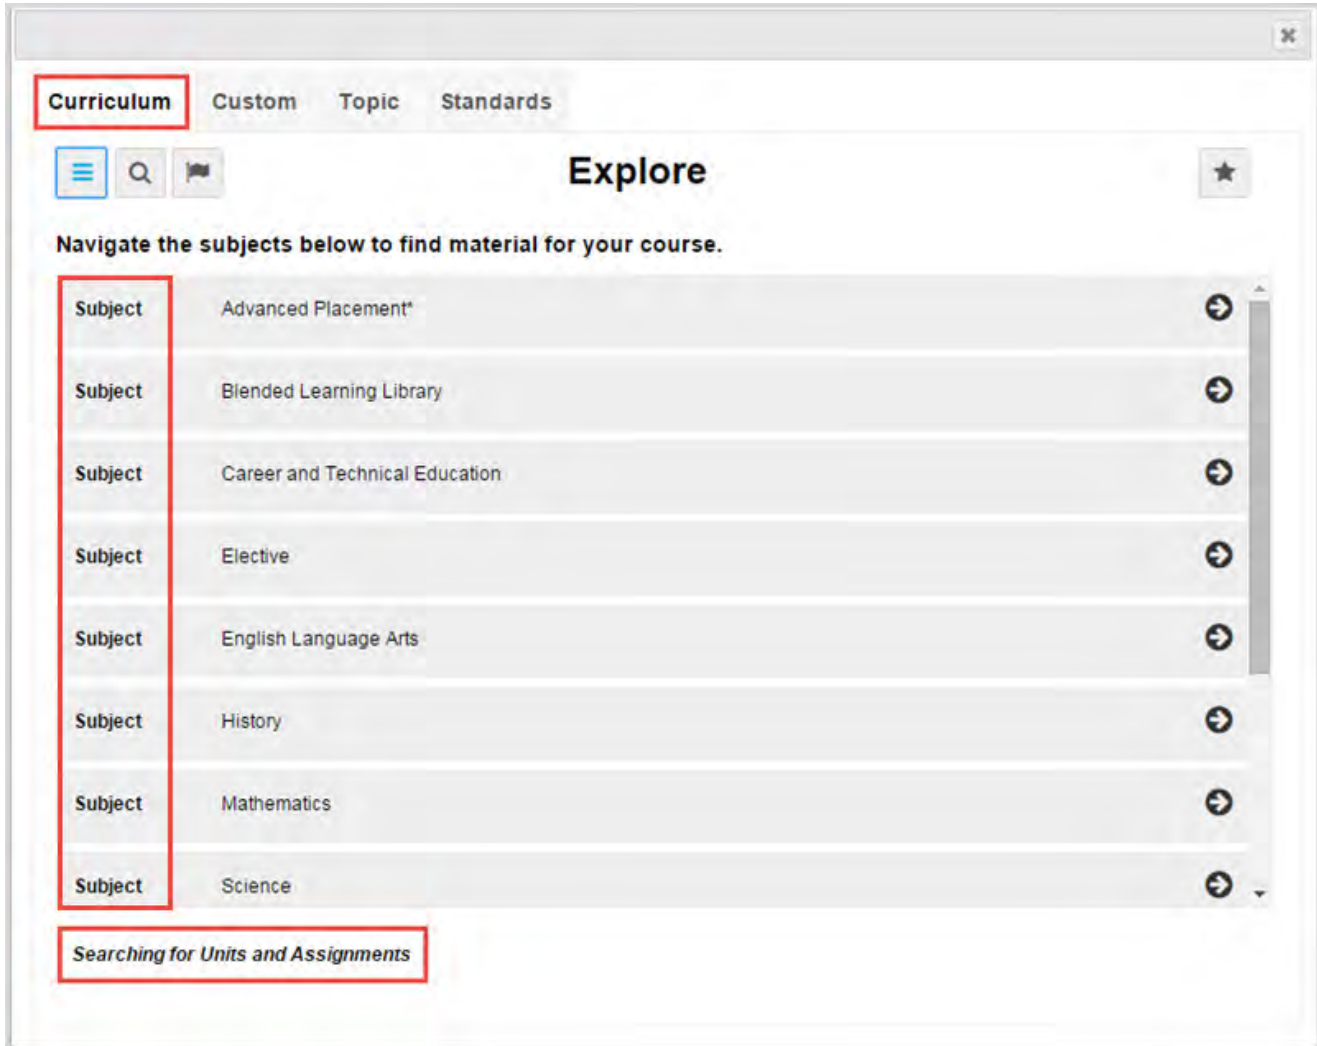 Curriculum Custom Topic Standards
Explore
Navigate the subjects below to find material for your course.
Subject Advanced Placement*
Subject Blended Learning Library
Subject Career and Technical Education
Subject Elective
Subject English Language Arts
Subject History
Subject Mathematics
Subject Science
Searching for Units and Assignments